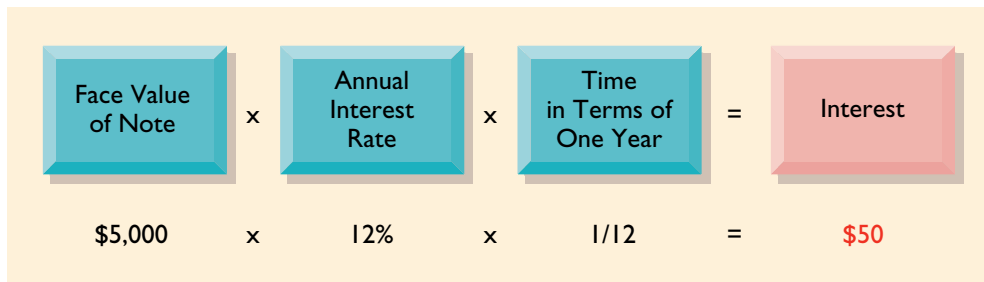 Face Value
of Note
x
Annual
Interest
Rate
x
Time
in Terms of
One Year
=
Interest
$5,000 x 12% x 1/12 = $50